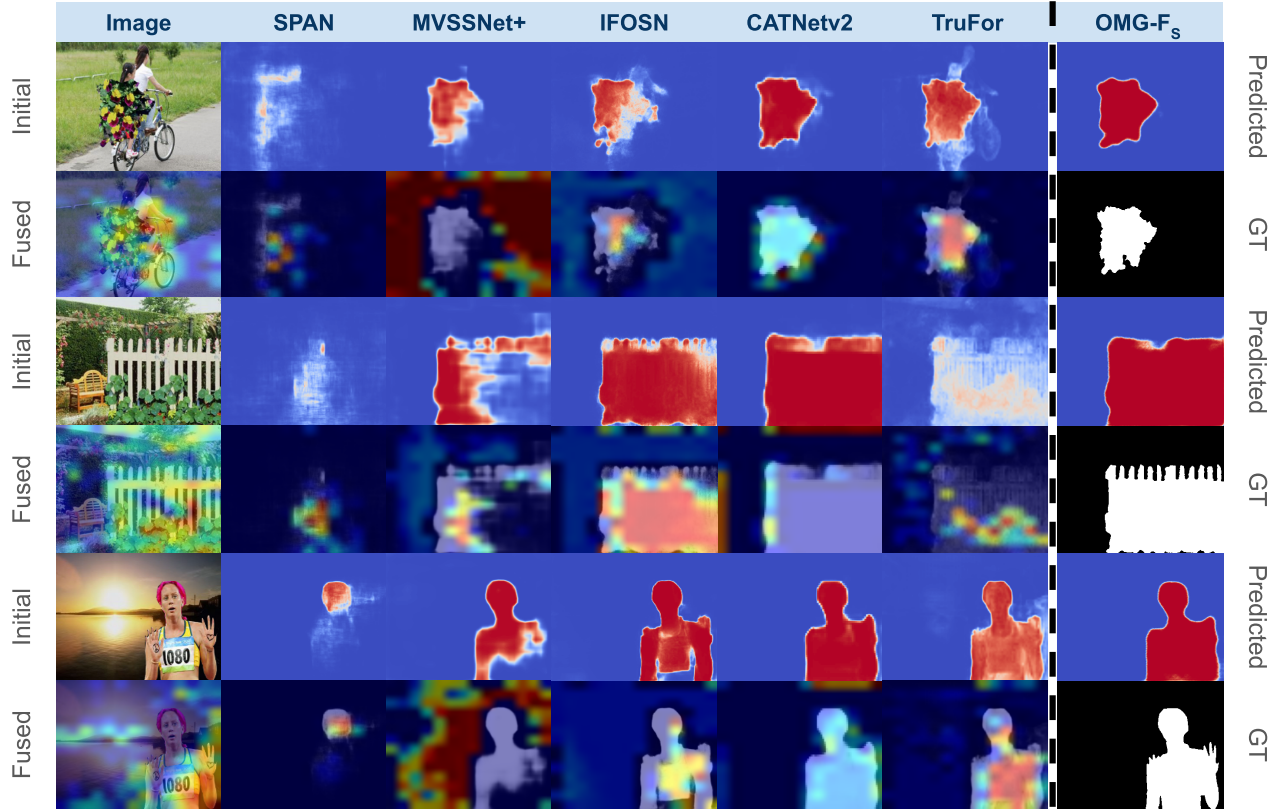 Image SPAN MVSSNet+ IFOSN CATNetv2 TruFor OMG-FS
Initial Predicted
Fused GT
Initial Predicted
Fused GT
Initial Predicted
1080
Fused GT
1080